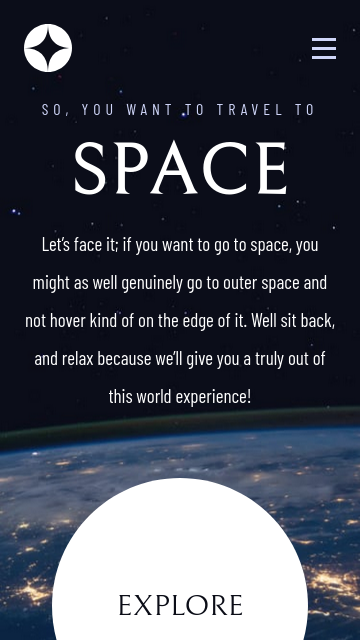 SO, YOU WANT TO TRAVEL TO
SPACE
Let’s face it; if you want to go to space, you
might as well genuinely go to outer space and
not hover kind of on the edge of it. Well sit back,
and relax because we’ll give you a truly out of
this world experience!
EXPLORE